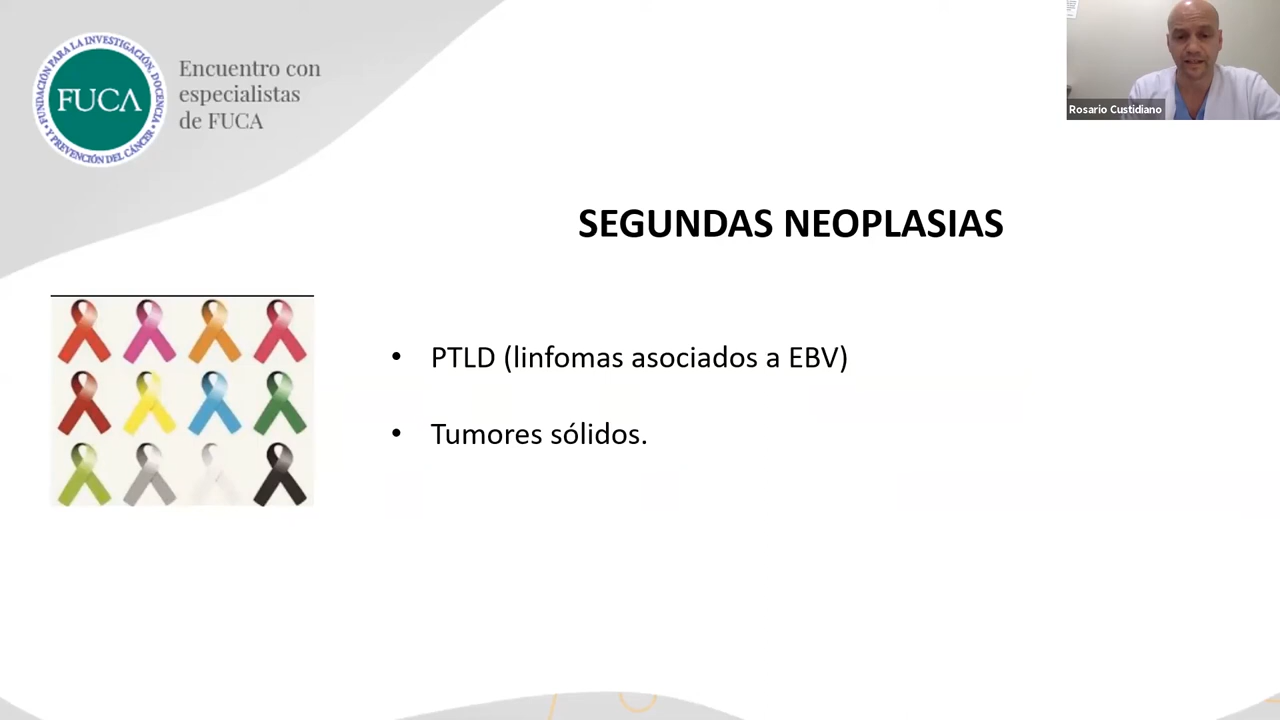 FUNDACIÓN PARA LA INVESTIGACIÓN, DOCENCIA
Y PREVENCIÓN DEL CÁNCER
FUCA
Encuentro con
especialistas
de FUCA
Rosario Custidiano
SEGUNDAS NEOPLASIAS
• PTLD (linfomas asociados a EBV)
• Tumores sólidos.